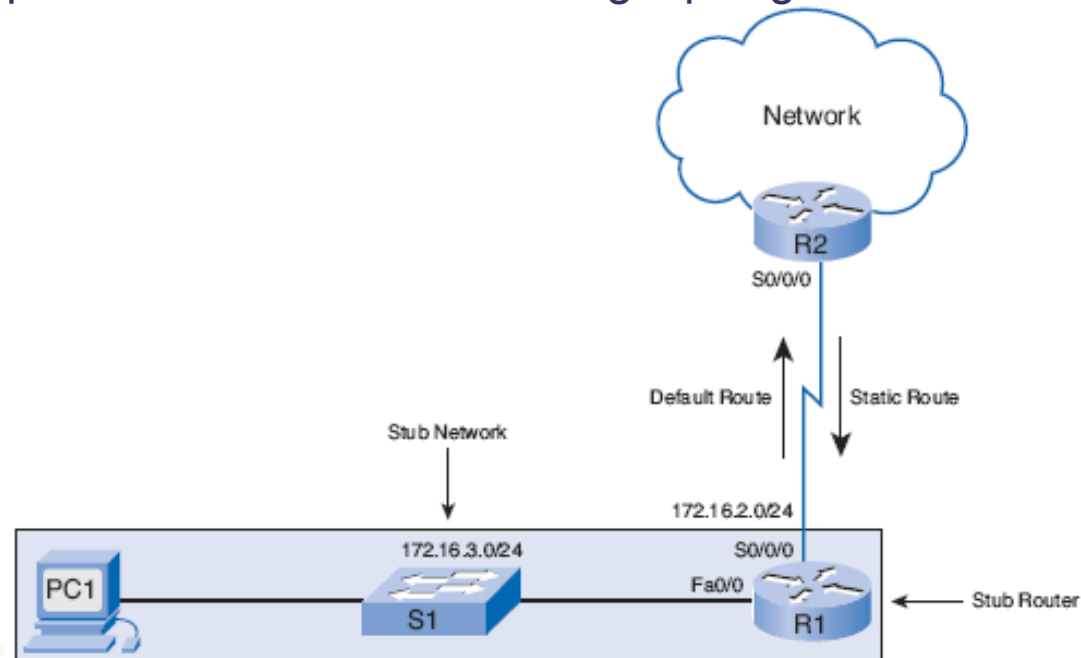 Network
R2
S0/0/0
Default Route
Static Route
Stub Network
172.16.2.0/24
172.16.3.0/24
S0/0/0
PC1
Fa0/0
Stub Router
S1
R1